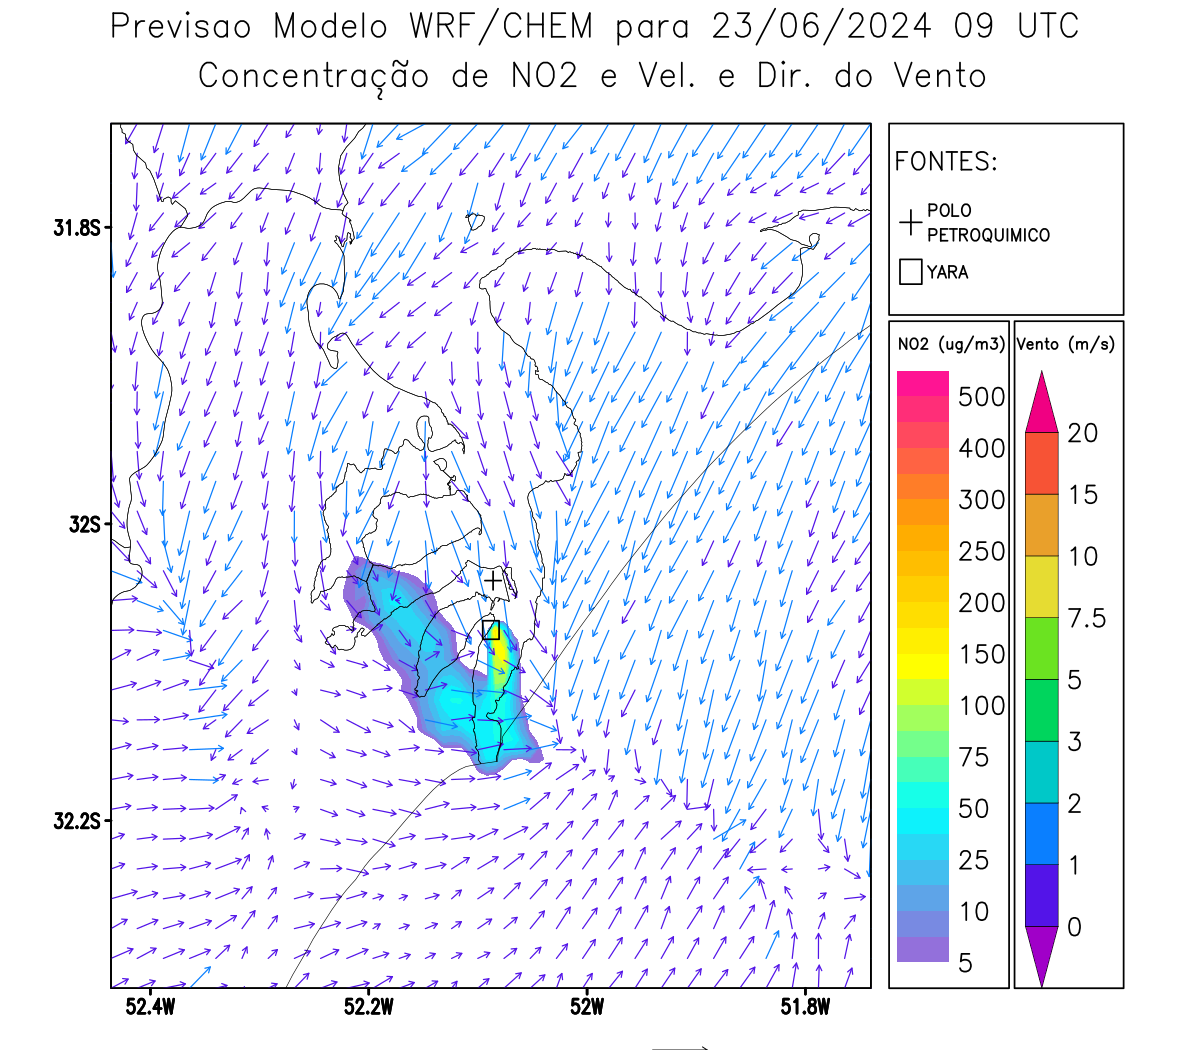 Previsao Modelo WRF/CHEM para 23/06/2024 09 UTC
Concentração de NO2 e Vel. e Dir. do Vento
FONTES:
POLO
PETROQUIMICO
YARA
NO2 (ug/m3)
500
400
300
250
200
150
100
75
50
25
10
5
Vento (m/s)
20
15
10
7.5
5
3
2
1
0
31.8S
32S
32.2S
52.4W
52.2W
52W
51.8W